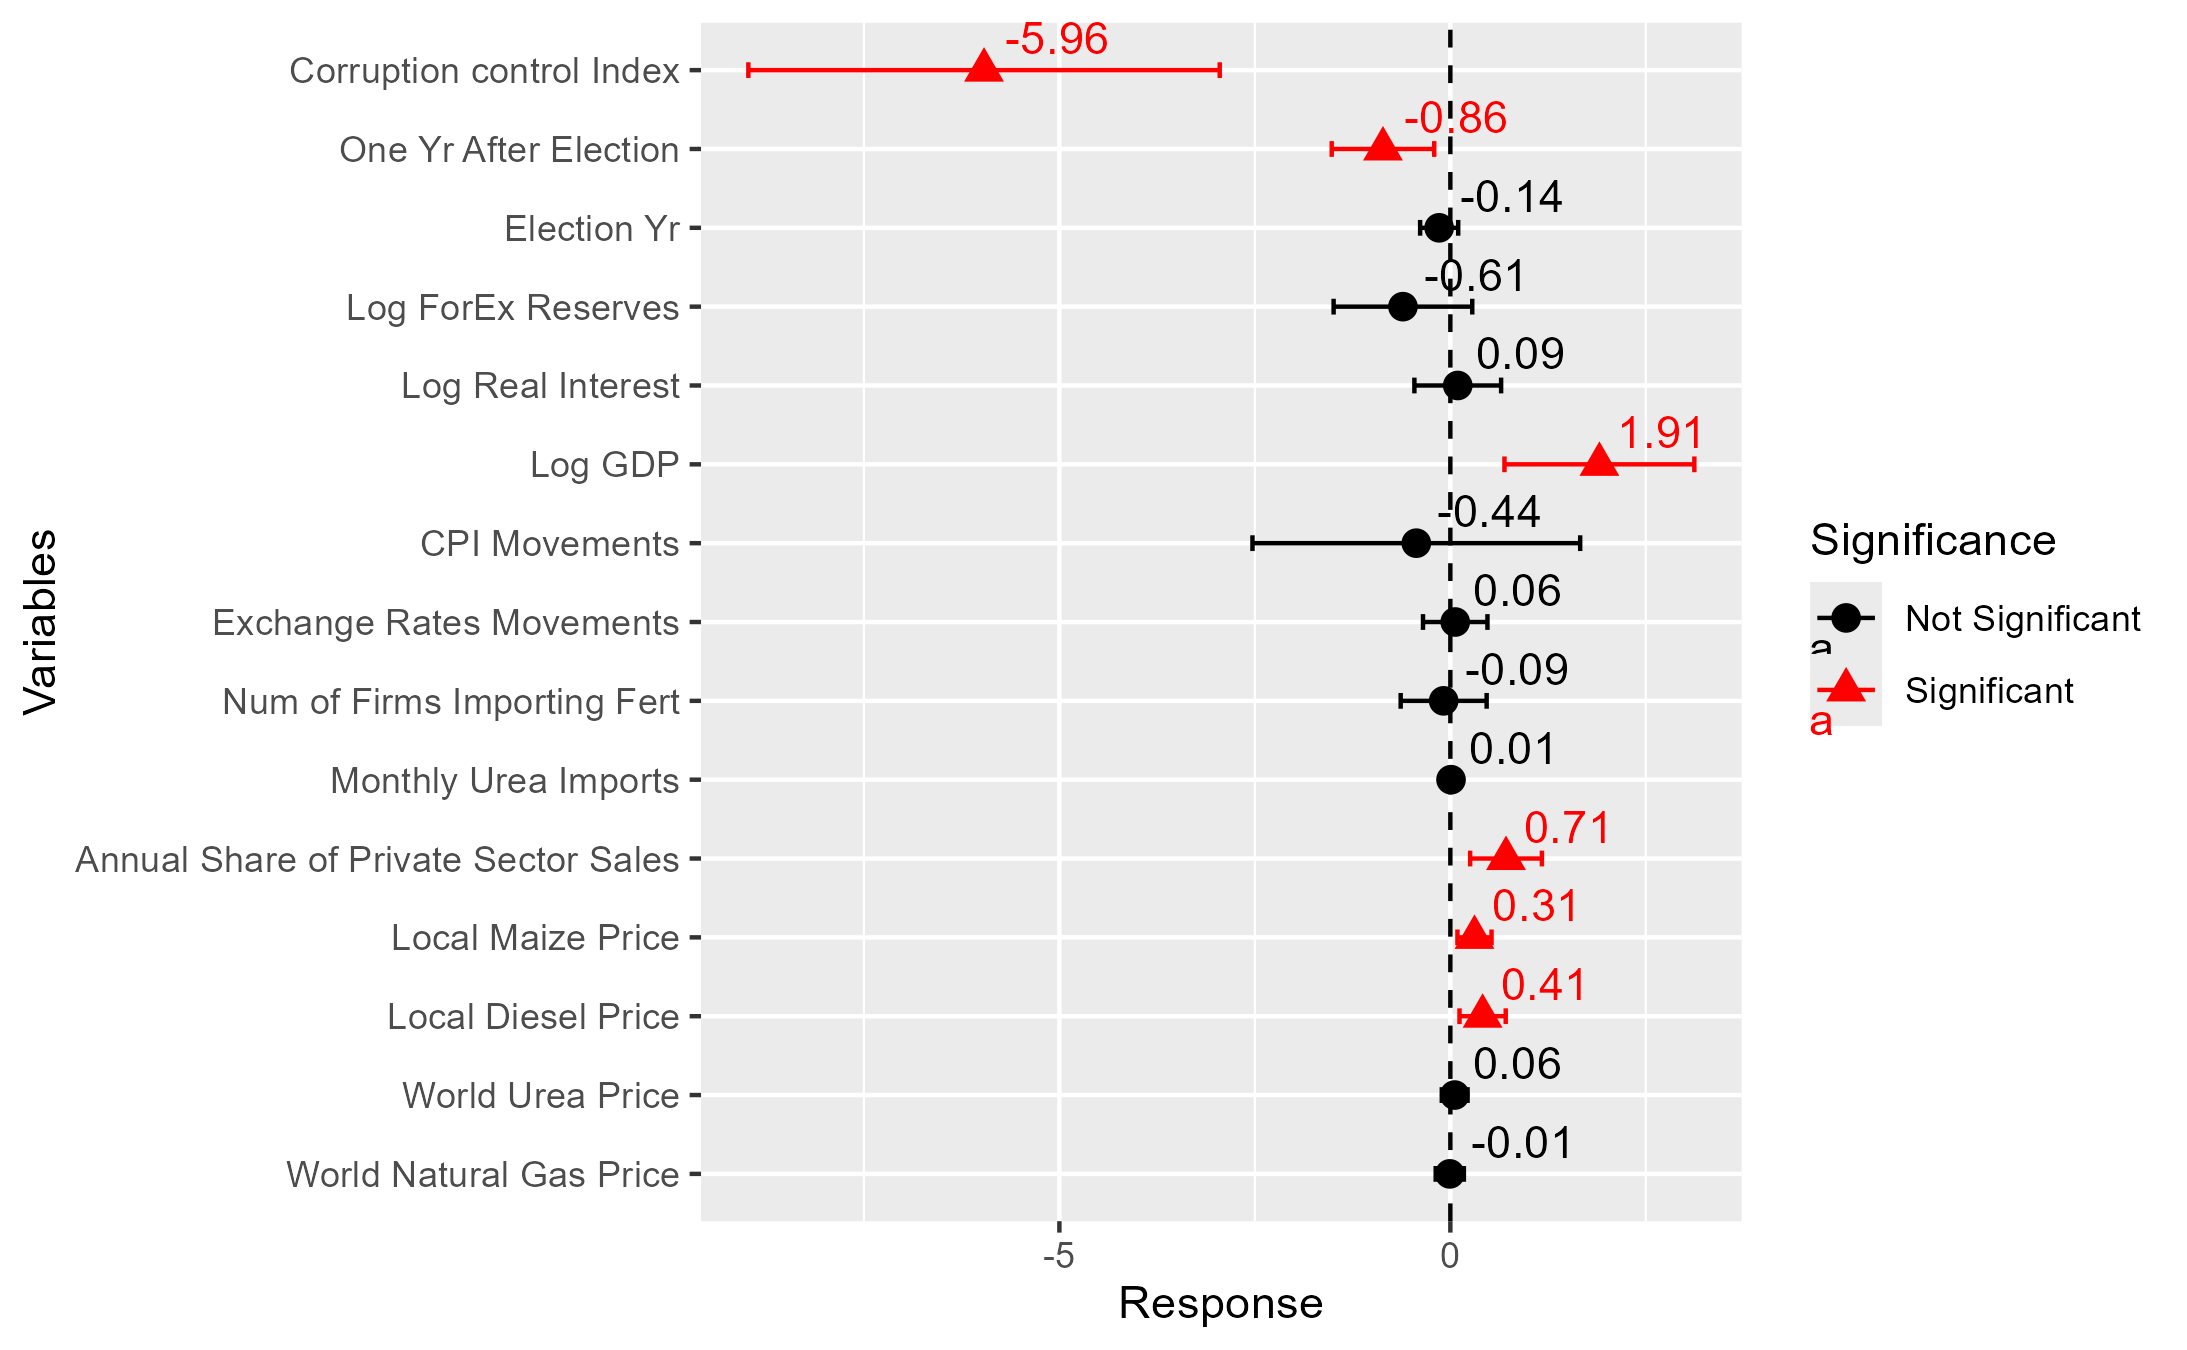 Corruption control Index
-5.96
One Yr After Election
-0.86
Election Yr
-0.14
Log ForEx Reserves
-0.61
Log Real Interest
0.09
Log GDP
1.91
CPI Movements
-0.44
Exchange Rates Movements
0.06
Num of Firms Importing Fert
-0.09
Monthly Urea Imports
0.01
Annual Share of Private Sector Sales
0.71
Local Maize Price
0.31
Local Diesel Price
0.41
World Urea Price
0.06
World Natural Gas Price
-0.01
-5
0
Response
Variables
Significance
a
Not Significant
a
Significant